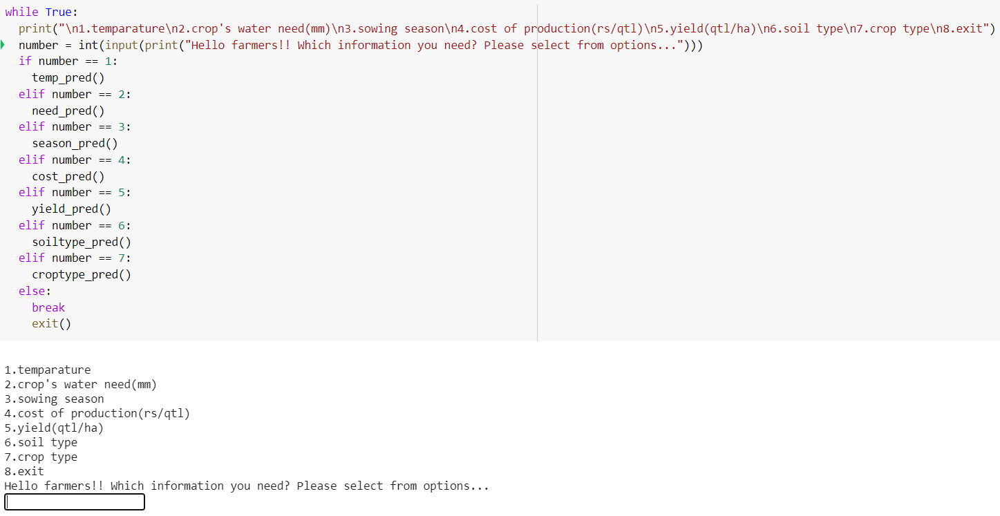 while True:
  print("\n1.temparature\n2.crop's water need(mm)\n3.sowing season\n4.cost of production(rs/qtl)\n5.yield(qtl/ha)\n6.soil type\n7.crop type\n8.exit")
  number = int(input(print("Hello farmers!! Which information you need? Please select from options...")))
  if number == 1:
    temp_pred()
  elif number == 2:
    need_pred()
  elif number == 3:
    season_pred()
  elif number == 4:
    cost_pred()
  elif number == 5:
    yield_pred()
  elif number == 6:
    soiltype_pred()
  elif number == 7:
    croptype_pred()
  else:
    break
    exit()
1.temparature
2.crop's water need(mm)
3.sowing season
4.cost of production(rs/qtl)
5.yield(qtl/ha)
6.soil type
7.crop type
8.exit
Hello farmers!! Which information you need? Please select from options...